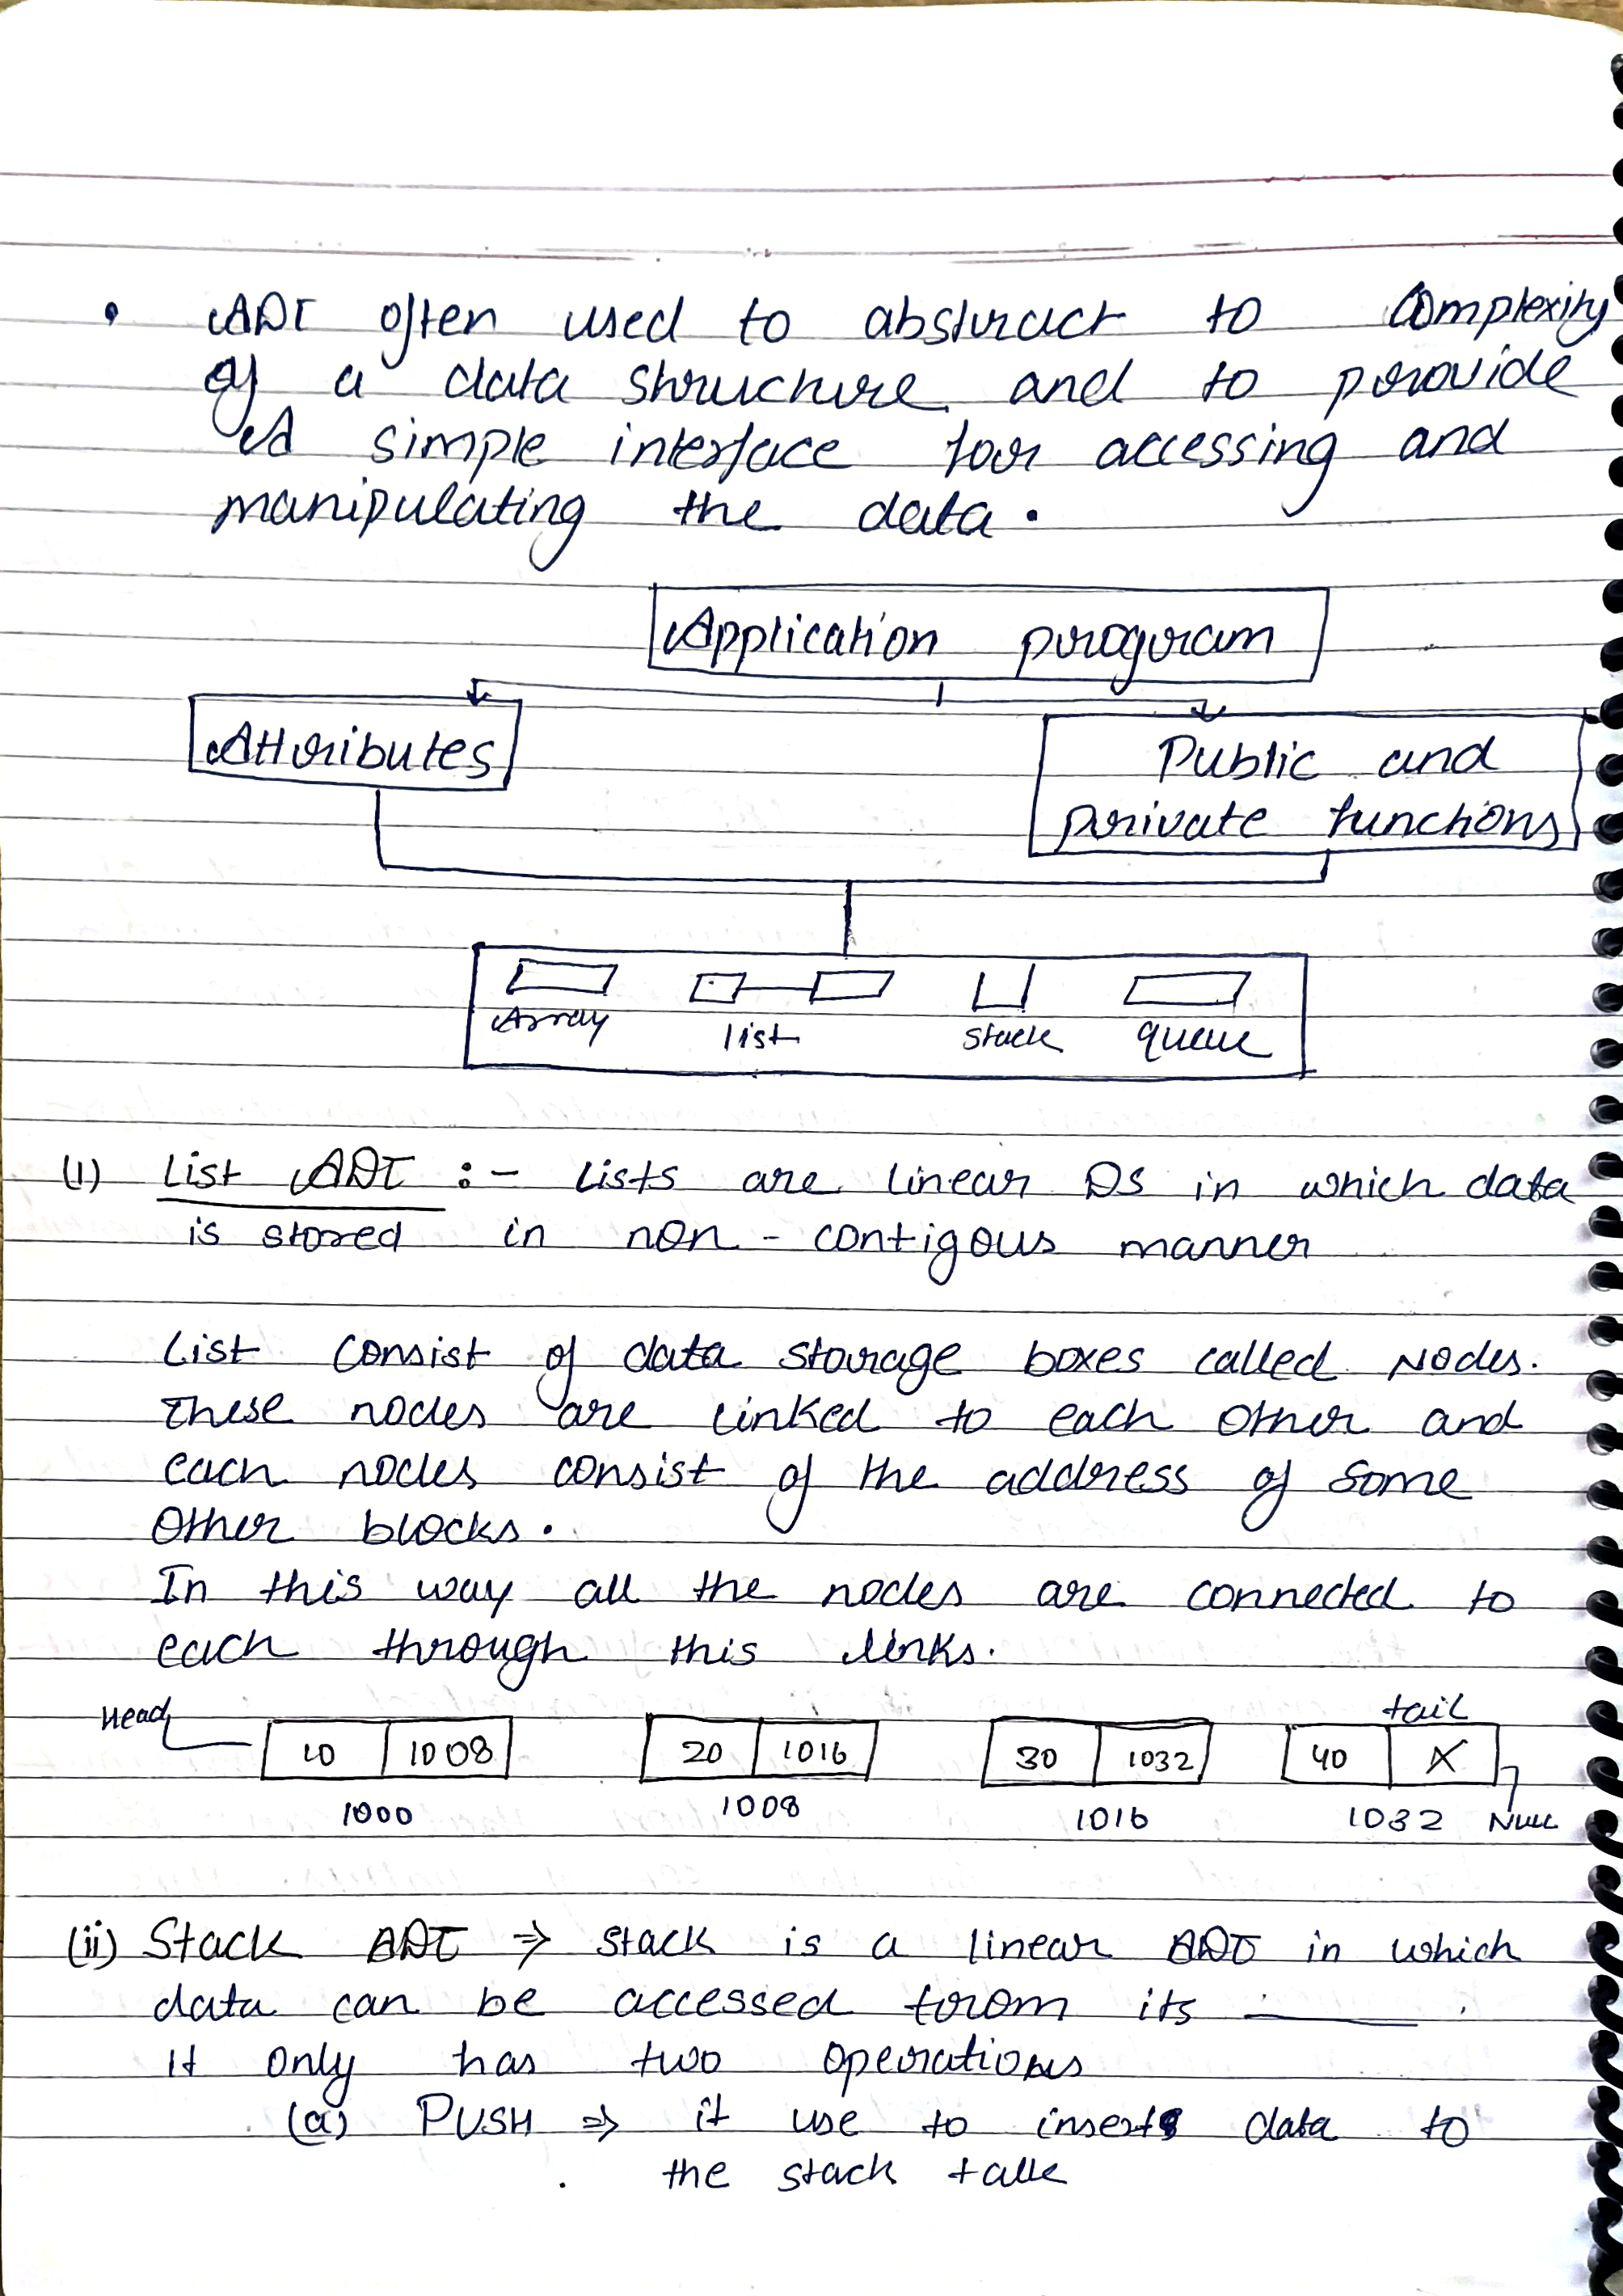 • ADT often used to abstract to complexity
of a data structure and to provide
A simple interface for accessing and
manipulating the data.
Application program
Attributes
Public and
private functions
Array list stack queue
(i) List ADT :- Lists are linear DS in which data
is stored in non-contigous manner
List consist of data storage boxes called Nodes.
These nodes are linked to each other and
each nodes consist of the address of some
other blocks.
In this way all the nodes are connected to
each through this links.
Head tail
10 1008 20 1016 30 1032 40 X
1000 1008 1016 1032 NULL
(ii) Stack ADT ⇒ Stack is a linear ADT in which
data can be accessed from its ______ .
It only has two operations
(a) PUSH ⇒ it use to inserts data to
the stack